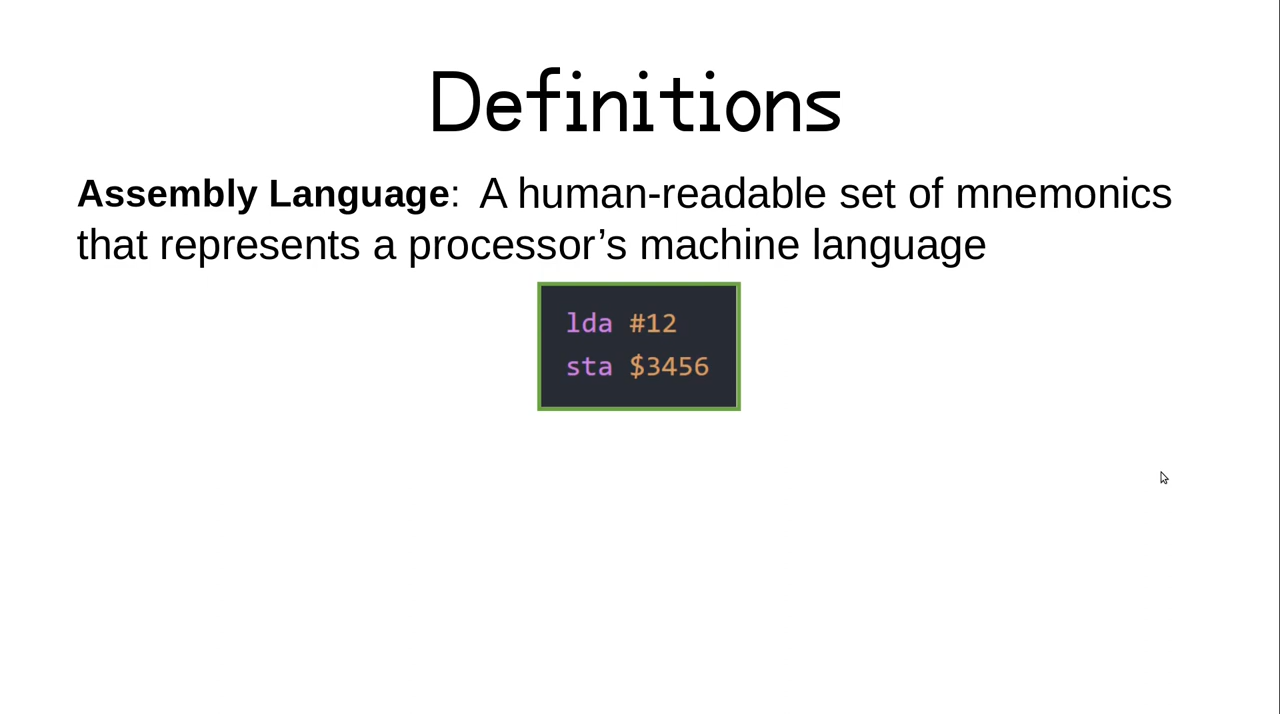 Definitions
Assembly Language:  A human-readable set of mnemonics
that represents a processor’s machine language
lda #12
sta $3456